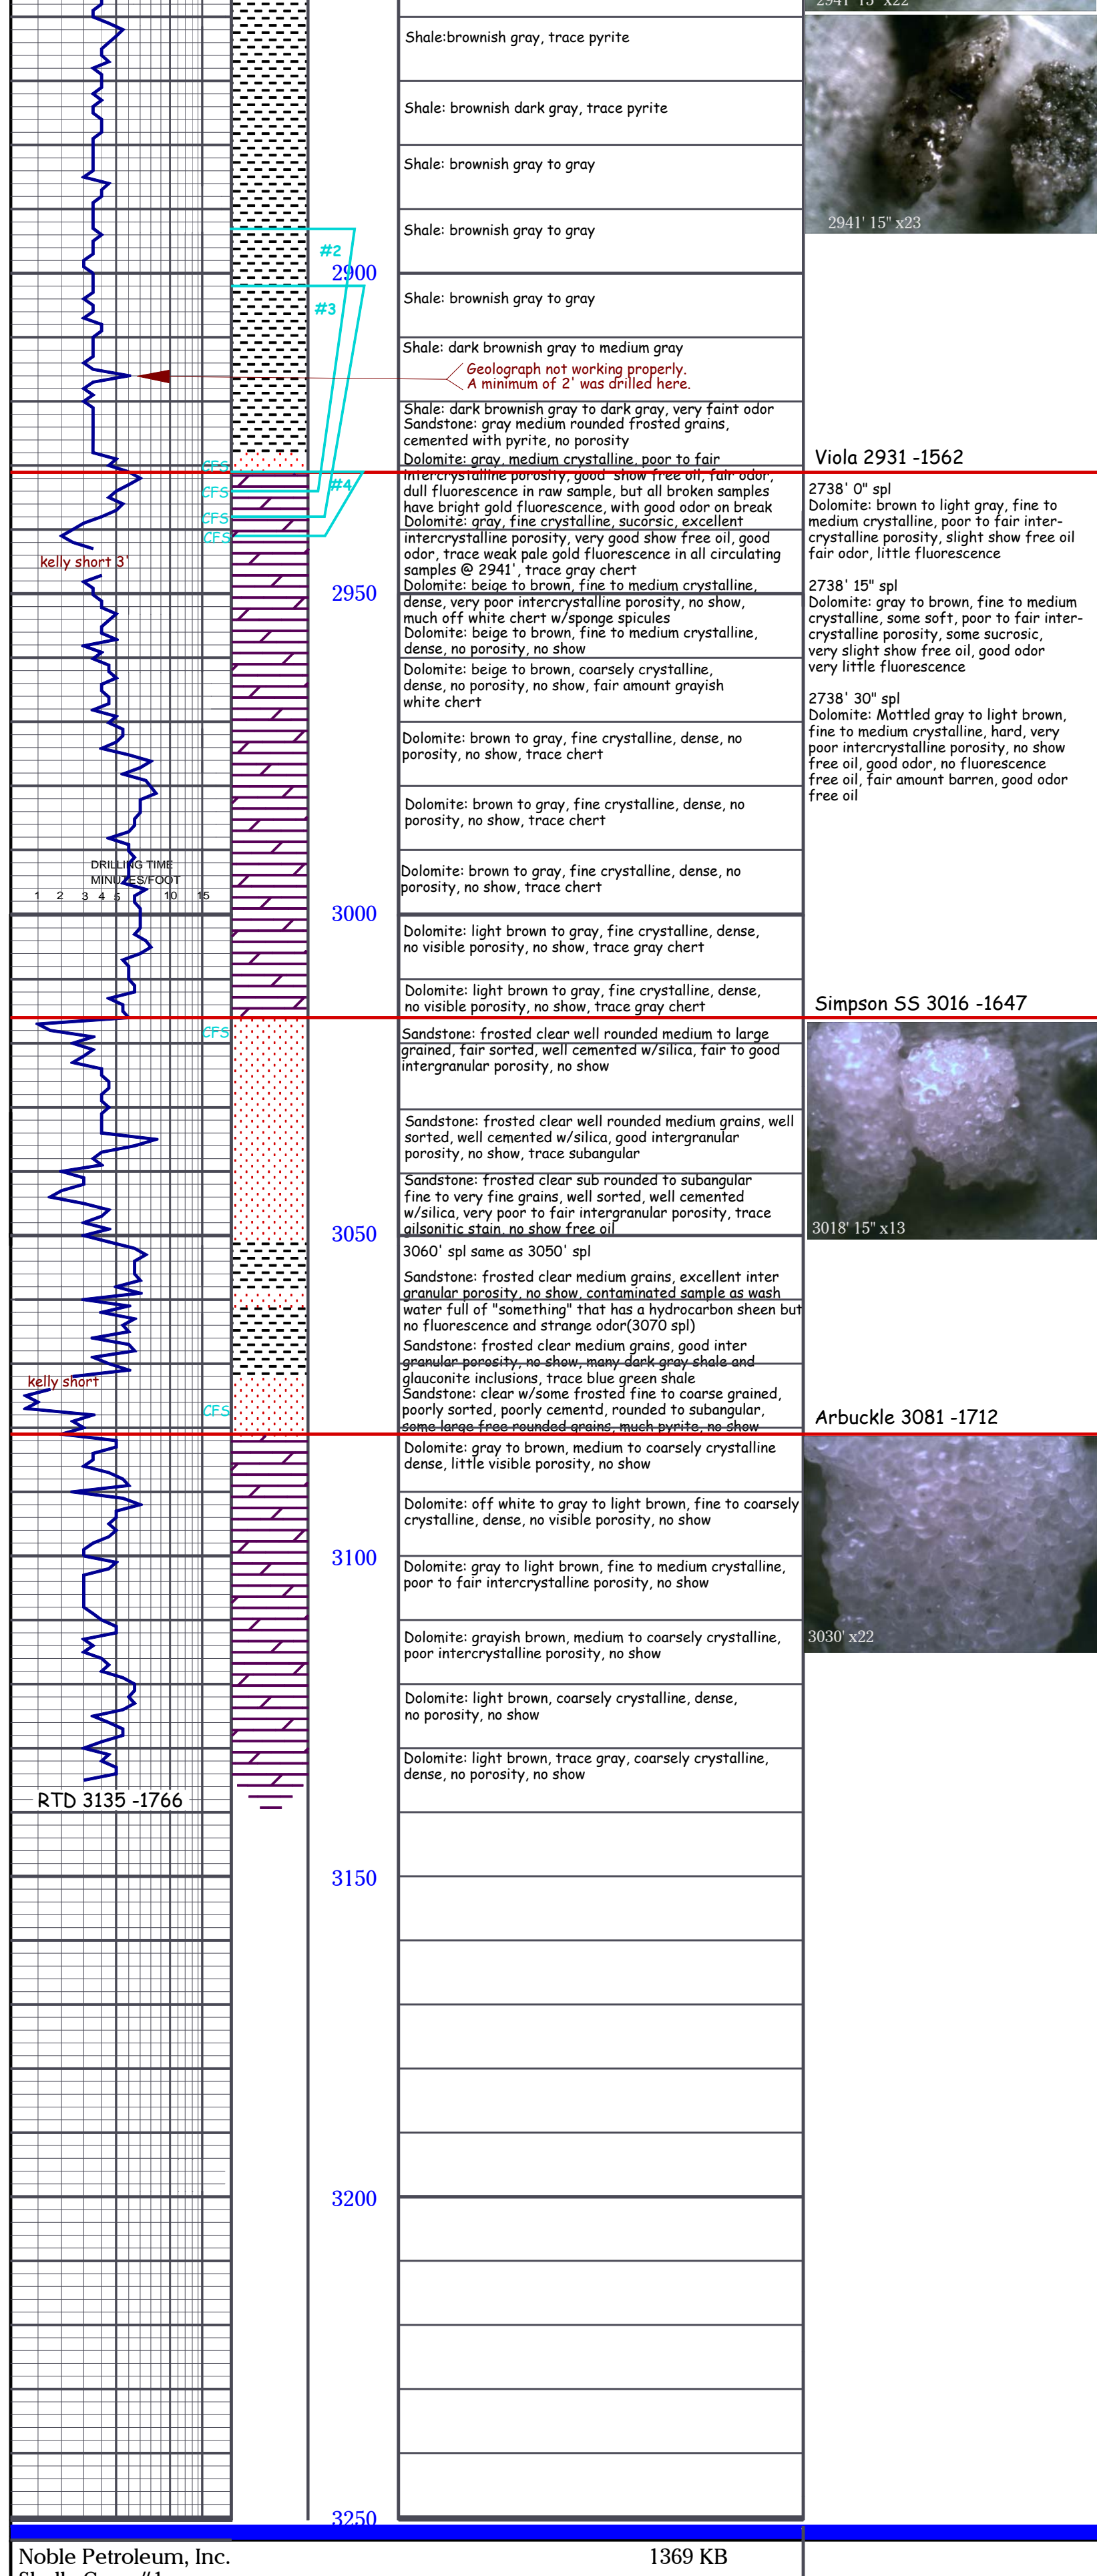 2941' 15" x22
Shale:brownish gray, trace pyrite
Shale: brownish dark gray, trace pyrite
Shale: brownish gray to gray
2941' 15" x23
Shale: brownish gray to gray
#2
2900
Shale: brownish gray to gray
#3
Shale: dark brownish gray to medium gray
Geolograph not working properly.
A minimum of 2' was drilled here.
Shale: dark brownish gray to dark gray, very faint odor
Sandstone: gray medium rounded frosted grains,
cemented with pyrite, no porosity
Viola 2931 -1562
Dolomite: gray, medium crystalline, poor to fair
intercrystalline porosity, good show free oil, fair odor,
dull fluorescence in raw sample, but all broken samples
have bright gold fluorescence, with good odor on break
CFS
#4
CFS
CFS
CFS
Dolomite: gray, fine crystalline, sucorsic, excellent
intercrystalline porosity, very good show free oil, good
odor, trace weak pale gold fluorescence in all circulating
samples @ 2941', trace gray chert
kelly short 3'
2738' 0" spl
Dolomite: brown to light gray, fine to
medium crystalline, poor to fair inter-
crystalline porosity, slight show free oil
fair odor, little fluorescence
2738' 15" spl
Dolomite: gray to brown, fine to medium
crystalline, some soft, poor to fair inter-
crystalline porosity, some sucrosic,
very slight show free oil, good odor
very little fluorescence
2738' 30" spl
Dolomite: Mottled gray to light brown,
fine to medium crystalline, hard, very
poor intercrystalline porosity, no show
free oil, good odor, no fluorescence
free oil, fair amount barren, good odor
free oil
2950
Dolomite: beige to brown, fine to medium crystalline,
dense, very poor intercrystalline porosity, no show,
much off white chert w/sponge spicules
Dolomite: beige to brown, fine to medium crystalline,
dense, no porosity, no show
Dolomite: beige to brown, coarsely crystalline,
dense, no porosity, no show, fair amount grayish
white chert
Dolomite: brown to gray, fine crystalline, dense, no
porosity, no show, trace chert
Dolomite: brown to gray, fine crystalline, dense, no
porosity, no show, trace chert
DRILLING TIME
MINUTES/FOOT
1 2 3 4 5 10 15
Dolomite: brown to gray, fine crystalline, dense, no
porosity, no show, trace chert
3000
Dolomite: light brown to gray, fine crystalline, dense,
no visible porosity, no show, trace gray chert
Dolomite: light brown to gray, fine crystalline, dense,
no visible porosity, no show, trace gray chert
Simpson SS 3016 -1647
CFS
Sandstone: frosted clear well rounded medium to large
grained, fair sorted, well cemented w/silica, fair to good
intergranular porosity, no show
Sandstone: frosted clear well rounded medium grains, well
sorted, well cemented w/silica, good intergranular
porosity, no show, trace subangular
Sandstone: frosted clear sub rounded to subangular
fine to very fine grains, well sorted, well cemented
w/silica, very poor to fair intergranular porosity, trace
gilsonitic stain, no show free oil
3018' 15" x13
3050
3060' spl same as 3050' spl
Sandstone: frosted clear medium grains, excellent inter
granular porosity, no show, contaminated sample as wash
water full of "something" that has a hydrocarbon sheen but
no fluorescence and strange odor(3070 spl)
Sandstone: frosted clear medium grains, good inter
granular porosity, no show, many dark gray shale and
glauconite inclusions, trace blue green shale
kelly short
CFS
Sandstone: clear w/some frosted fine to coarse grained,
poorly sorted, poorly cementd, rounded to subangular,
some large free rounded grains, much pyrite, no show
Arbuckle 3081 -1712
Dolomite: gray to brown, medium to coarsely crystalline
dense, little visible porosity, no show
Dolomite: off white to gray to light brown, fine to coarsely
crystalline, dense, no visible porosity, no show
3100
Dolomite: gray to light brown, fine to medium crystalline,
poor to fair intercrystalline porosity, no show
Dolomite: grayish brown, medium to coarsely crystalline,
poor intercrystalline porosity, no show
3030' x22
Dolomite: light brown, coarsely crystalline, dense,
no porosity, no show
Dolomite: light brown, trace gray, coarsely crystalline,
dense, no porosity, no show
RTD 3135 -1766
3150
3200
3250
Noble Petroleum, Inc.
1369 KB